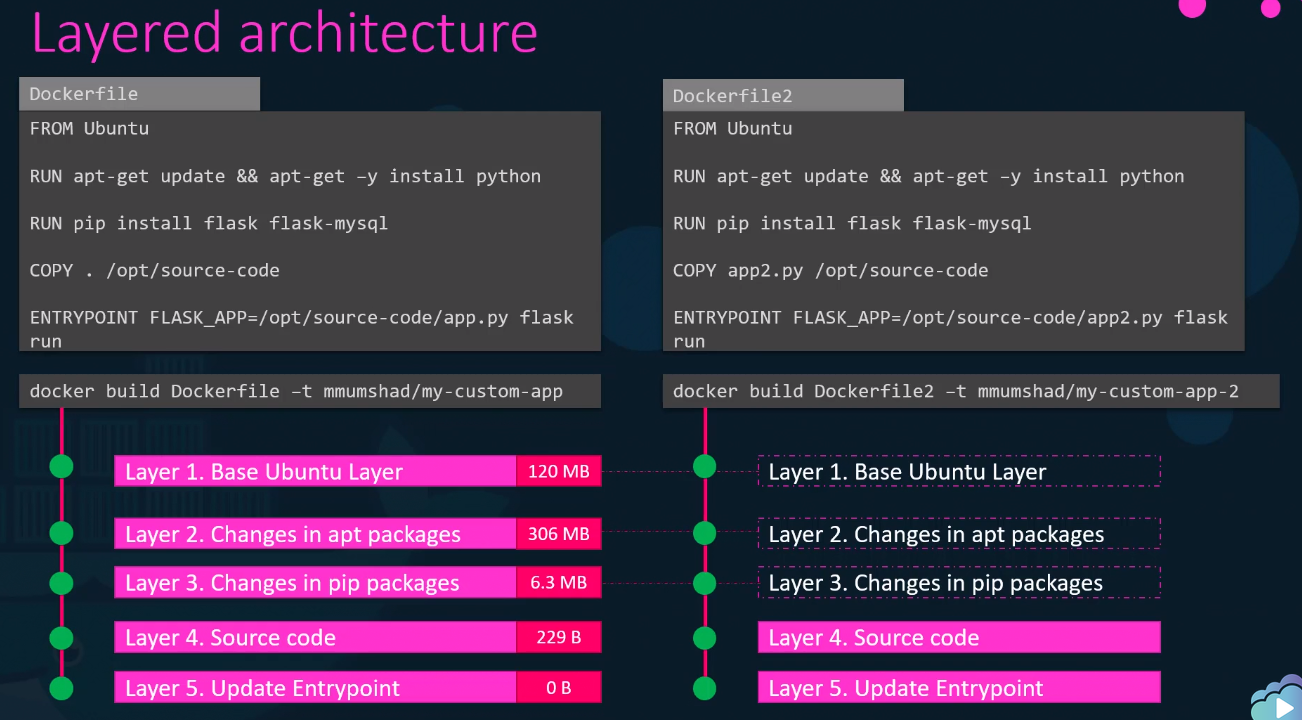 Layered architecture
Dockerfile
FROM Ubuntu
RUN apt-get update && apt-get –y install python
RUN pip install flask flask-mysql
COPY . /opt/source-code
ENTRYPOINT FLASK_APP=/opt/source-code/app.py flask
run
docker build Dockerfile –t mmumshad/my-custom-app
Layer 1. Base Ubuntu Layer 120 MB
Layer 2. Changes in apt packages 306 MB
Layer 3. Changes in pip packages 6.3 MB
Layer 4. Source code 229 B
Layer 5. Update Entrypoint 0 B
Dockerfile2
FROM Ubuntu
RUN apt-get update && apt-get –y install python
RUN pip install flask flask-mysql
COPY app2.py /opt/source-code
ENTRYPOINT FLASK_APP=/opt/source-code/app2.py flask
run
docker build Dockerfile2 –t mmumshad/my-custom-app-2
Layer 1. Base Ubuntu Layer
Layer 2. Changes in apt packages
Layer 3. Changes in pip packages
Layer 4. Source code
Layer 5. Update Entrypoint